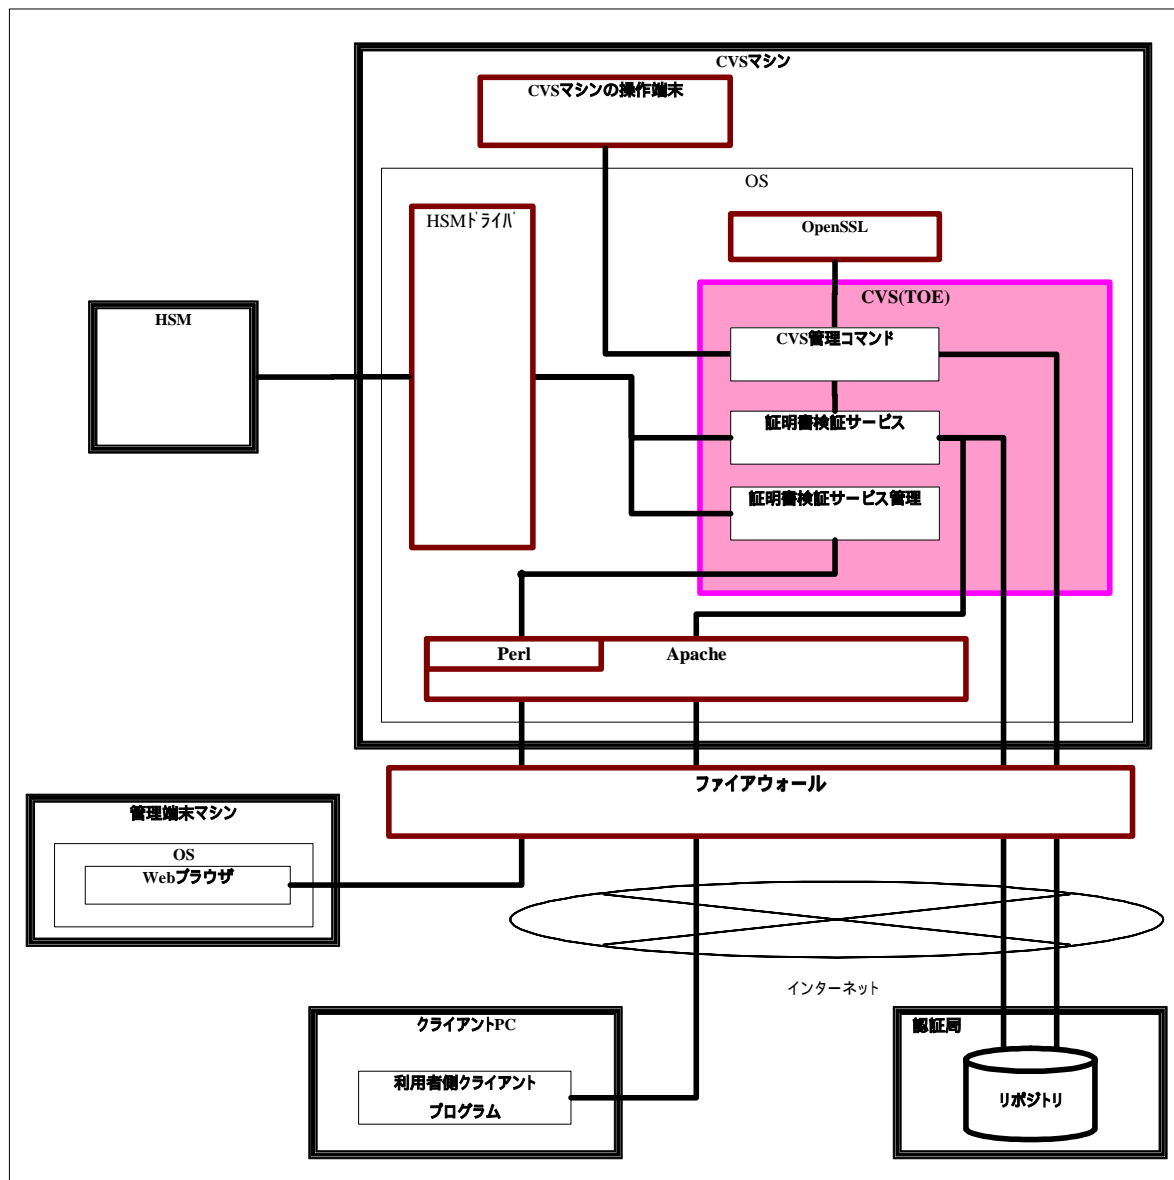 CVSマシン
CVSマシンの操作端末
OS
HSMドライバ
OpenSSL
CVS(TOE)
HSM
CVS管理コマンド
証明書検証サービス
証明書検証サービス管理
Perl
Apache
ファイアウォール
管理端末マシン
OS
Webブラウザ
インターネット
クライアントPC
認証局
利用者側クライアント
プログラム
リポジトリ